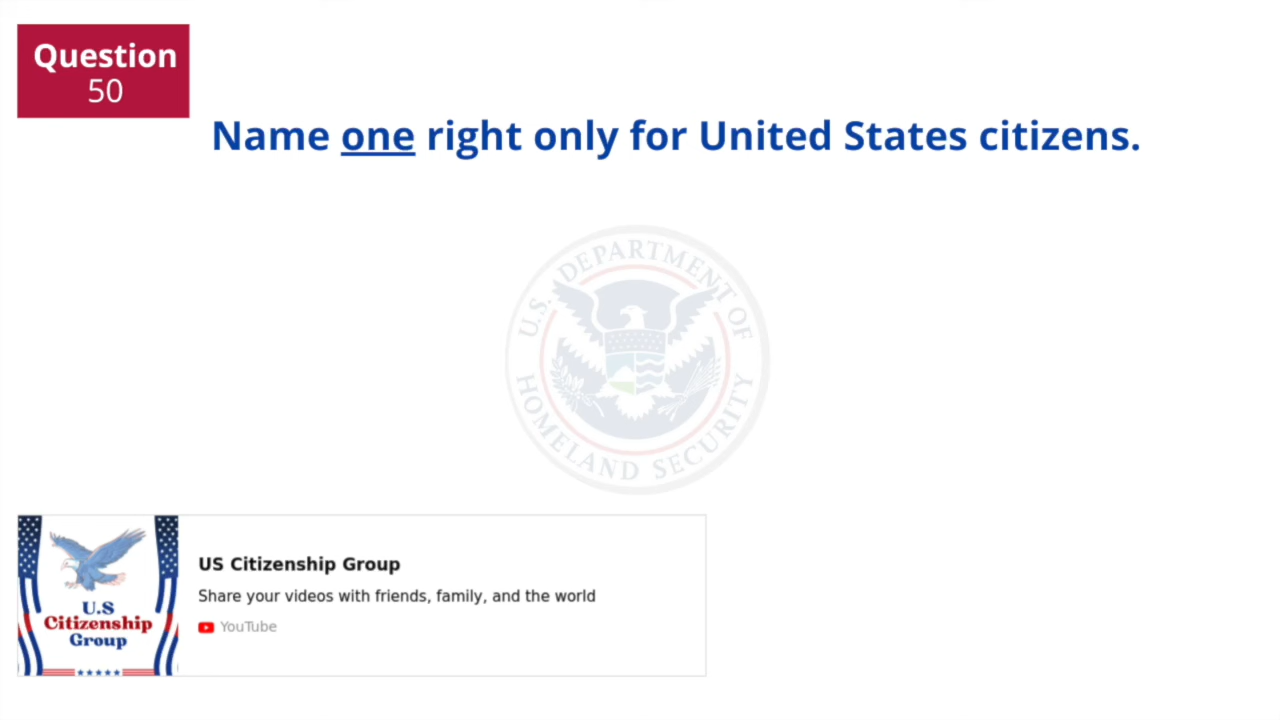 Question
50
Name one right only for United States citizens.
U.S. DEPARTMENT OF
HOMELAND SECURITY
US Citizenship Group
Share your videos with friends, family, and the world
YouTube
U.S
Citizenship
Group